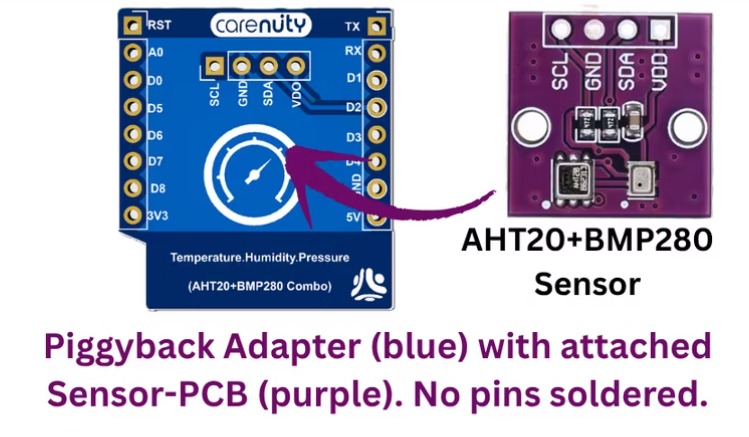 carenuty
RST
TX
A0
RX
D0
D1
D5
D2
D6
D3
D7
D8
GND
3V3
5V
SCL
GND
SDA
VDO
Temperature.Humidity.Pressure
(AHT20+BMP280 Combo)
SCL
GND
SDA
VDD
AHT20+BMP280
Sensor
Piggyback Adapter (blue) with attached
Sensor-PCB (purple). No pins soldered.